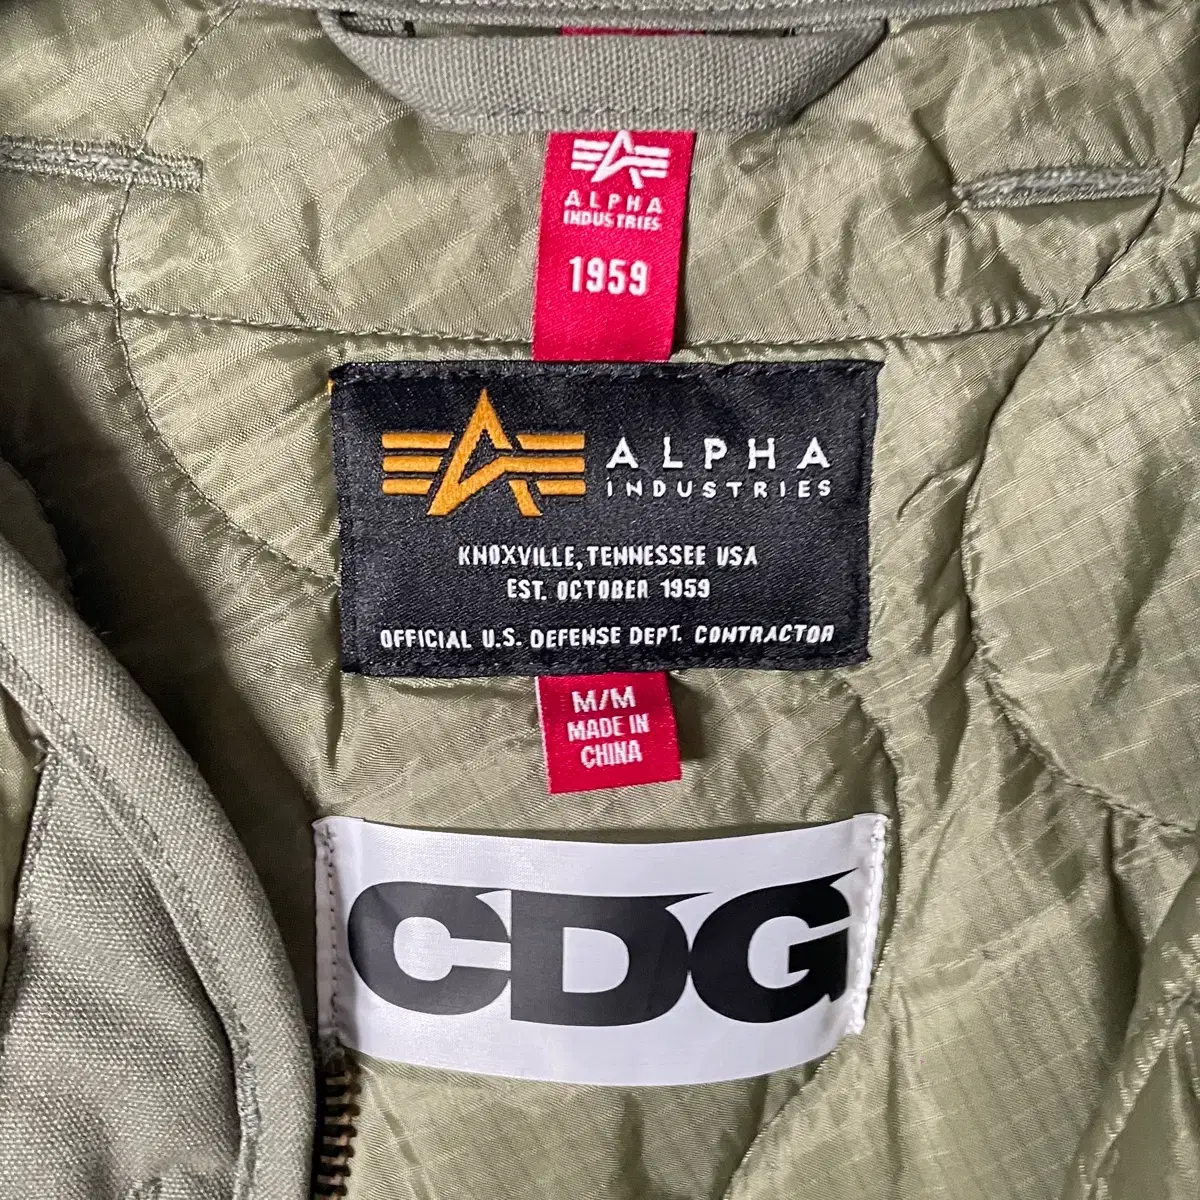 ALPHA
INDUSTRIES
1959
ALPHA
INDUSTRIES
KNOXVILLE, TENNESSEE USA
EST. OCTOBER 1959
OFFICIAL U.S. DEFENSE DEPT. CONTRACTOR
M/M
MADE IN
CHINA
CDG